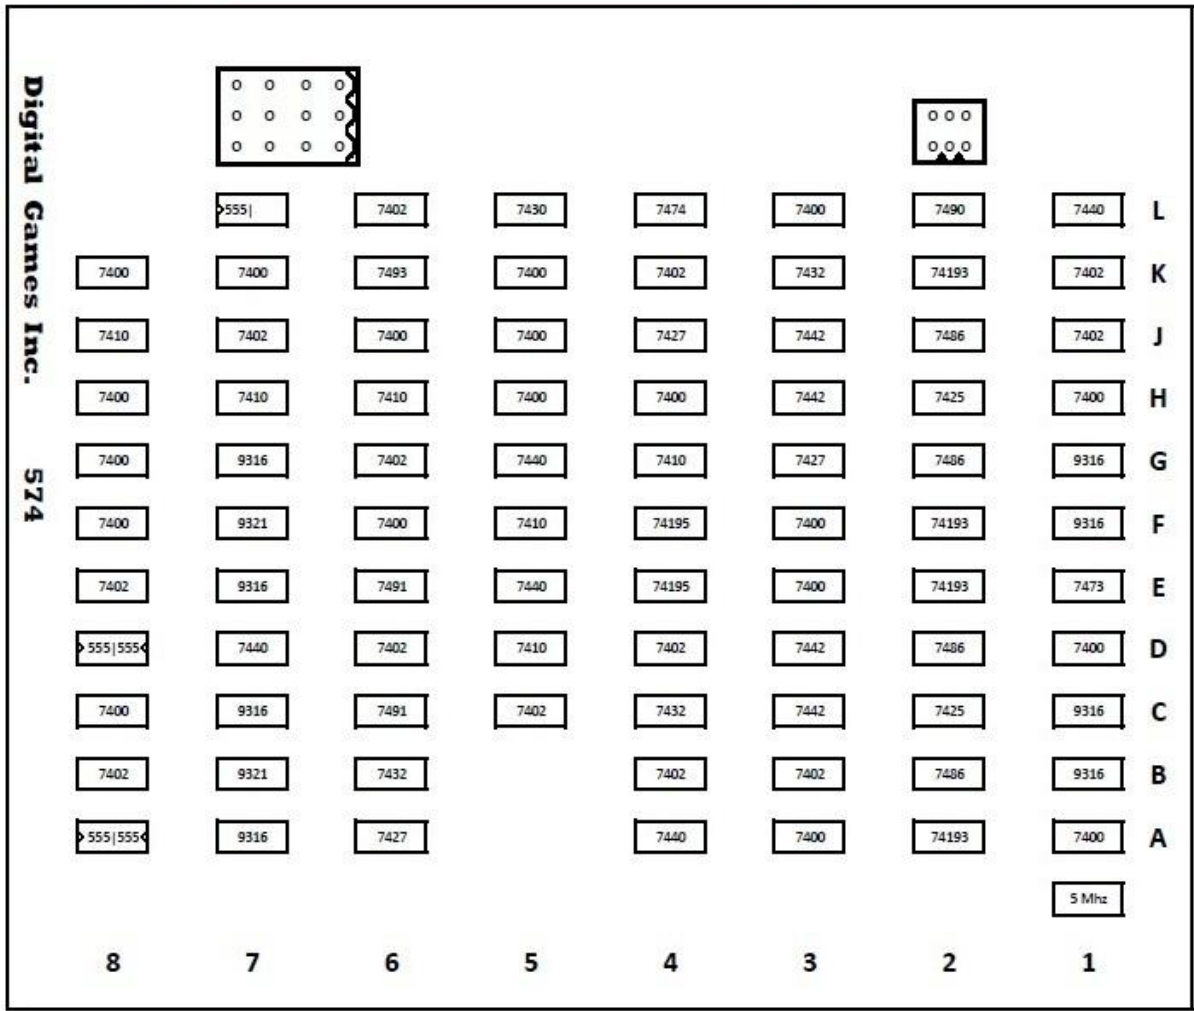 Digital Games Inc. 574
>555| 7402 7430 7474 7400 7490 7440 L
7400 7400 7493 7400 7402 7432 74193 7402 K
7410 7402 7400 7400 7427 7442 7486 7402 J
7400 7410 7410 7400 7400 7442 7425 7400 H
7400 9316 7402 7440 7410 7427 7486 9316 G
7400 9321 7400 7410 74195 7400 74193 9316 F
7402 9316 7491 7440 74195 7400 74193 7473 E
>555|555< 7440 7402 7410 7402 7442 7486 7400 D
7400 9316 7491 7402 7432 7442 7425 9316 C
7402 9321 7432 7402 7402 7486 9316 B
>555|555< 9316 7427 7440 7400 74193 7400 A
5 Mhz
8 7 6 5 4 3 2 1